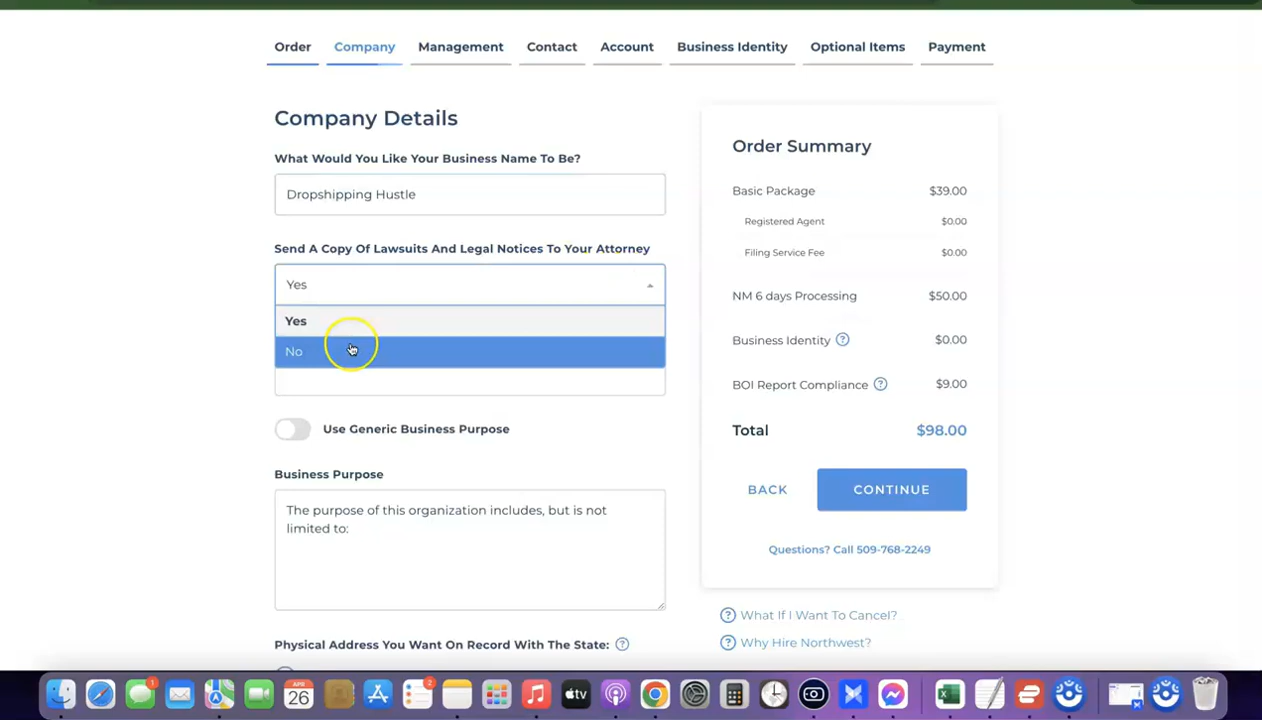 Order Company Management Contact Account Business Identity Optional Items Payment
Company Details
What Would You Like Your Business Name To Be?
Dropshipping Hustle
Send A Copy Of Lawsuits And Legal Notices To Your Attorney
Yes
Yes
No
Use Generic Business Purpose
Business Purpose
The purpose of this organization includes, but is not
limited to:
Physical Address You Want On Record With The State: ?
Order Summary
Basic Package $39.00
Registered Agent $0.00
Filing Service Fee $0.00
NM 6 days Processing $50.00
Business Identity ? $0.00
BOI Report Compliance ? $9.00
Total $98.00
BACK CONTINUE
Questions? Call 509-768-2249
? What If I Want To Cancel?
? Why Hire Northwest?
1 APR 26 2 tv